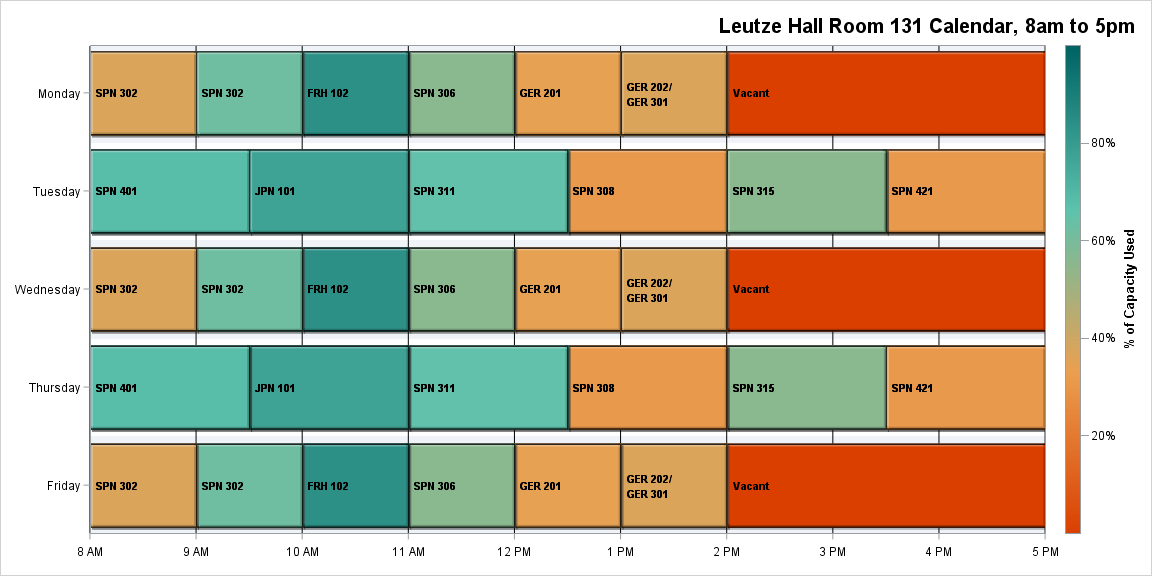 Leutze Hall Room 131 Calendar, 8am to 5pm
Monday
SPN 302
SPN 302
FRH 102
SPN 306
GER 201
GER 202/
GER 301
Vacant
Tuesday
SPN 401
JPN 101
SPN 311
SPN 308
SPN 315
SPN 421
Wednesday
SPN 302
SPN 302
FRH 102
SPN 306
GER 201
GER 202/
GER 301
Vacant
Thursday
SPN 401
JPN 101
SPN 311
SPN 308
SPN 315
SPN 421
Friday
SPN 302
SPN 302
FRH 102
SPN 306
GER 201
GER 202/
GER 301
Vacant
8 AM
9 AM
10 AM
11 AM
12 PM
1 PM
2 PM
3 PM
4 PM
5 PM
80%
60%
40%
20%
% of Capacity Used